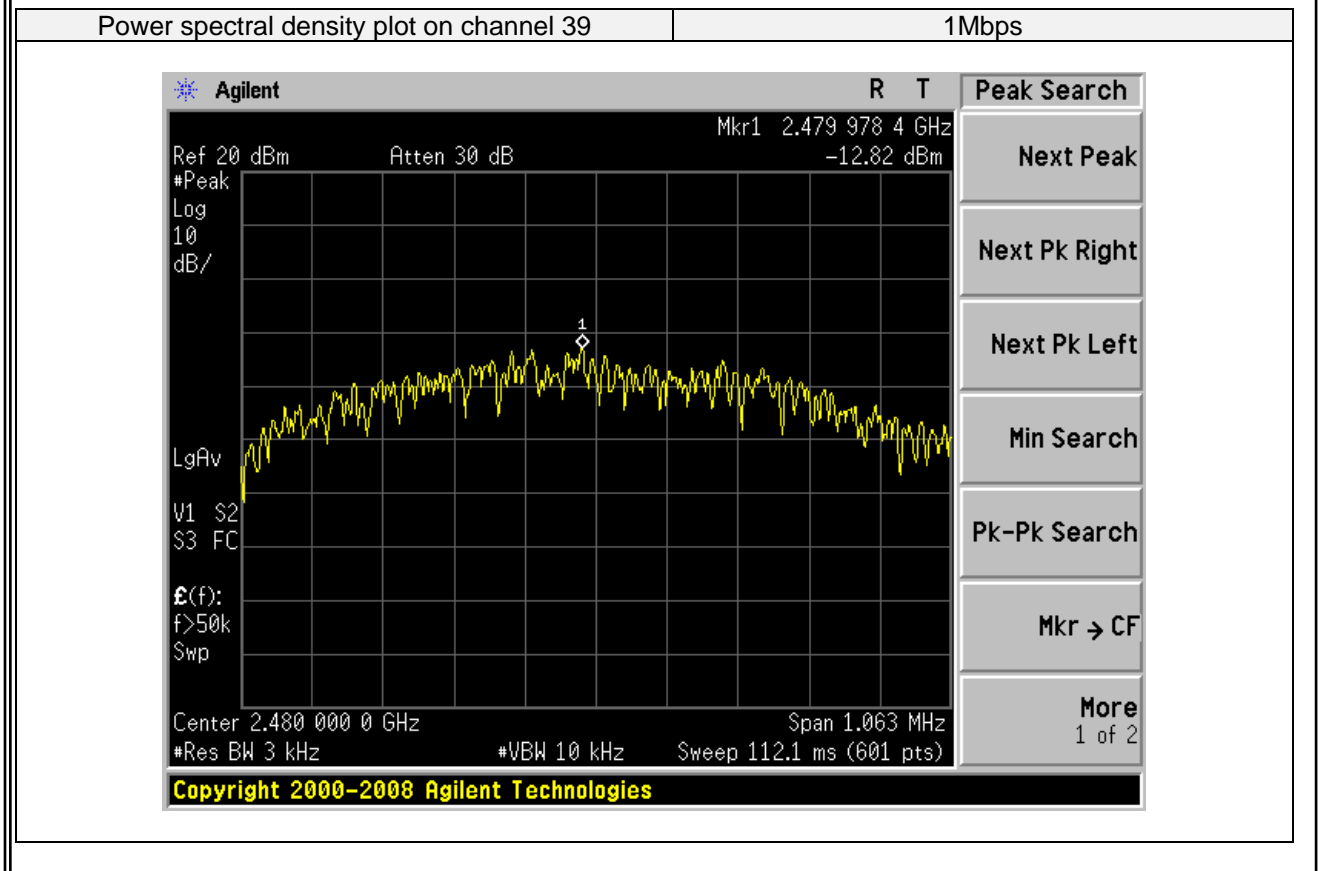 Power spectral density plot on channel 39 1Mbps
Agilent R T Peak Search
Mkr1 2.479 978 4 GHz
Ref 20 dBm Atten 30 dB -12.82 dBm
#Peak
Log
10
dB/
1
LgAv
V1 S2
S3 FC
£(f):
f>50k
Swp
Center 2.480 000 0 GHz Span 1.063 MHz
#Res BW 3 kHz #VBW 10 kHz Sweep 112.1 ms (601 pts)
Next Peak
Next Pk Right
Next Pk Left
Min Search
Pk-Pk Search
Mkr → CF
More
1 of 2
Copyright 2000-2008 Agilent Technologies